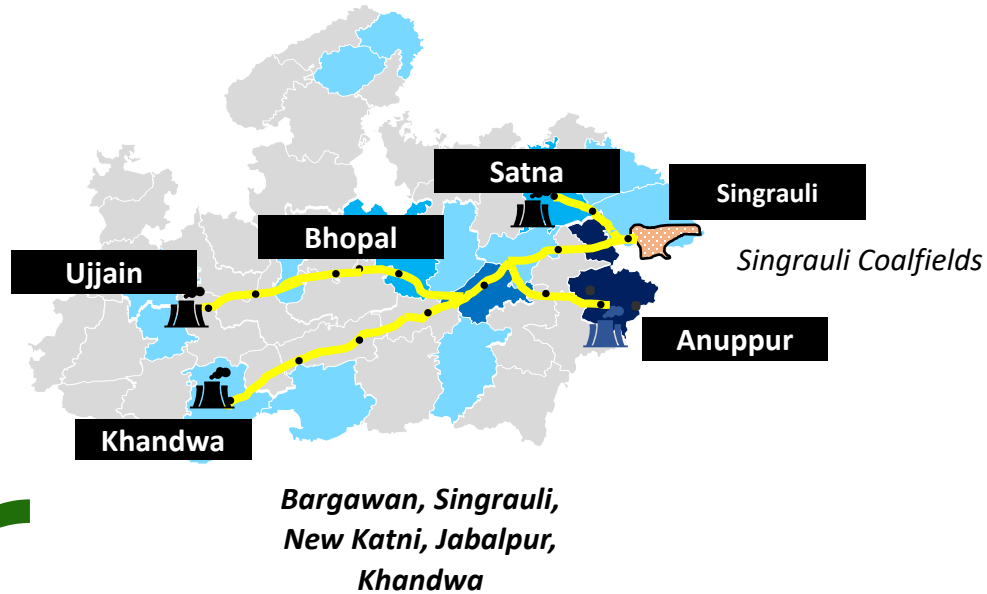 Satna
Singrauli
Bhopal
Singrauli Coalfields
Ujjain
Anuppur
Khandwa
Bargawan, Singrauli,
New Katni, Jabalpur,
Khandwa